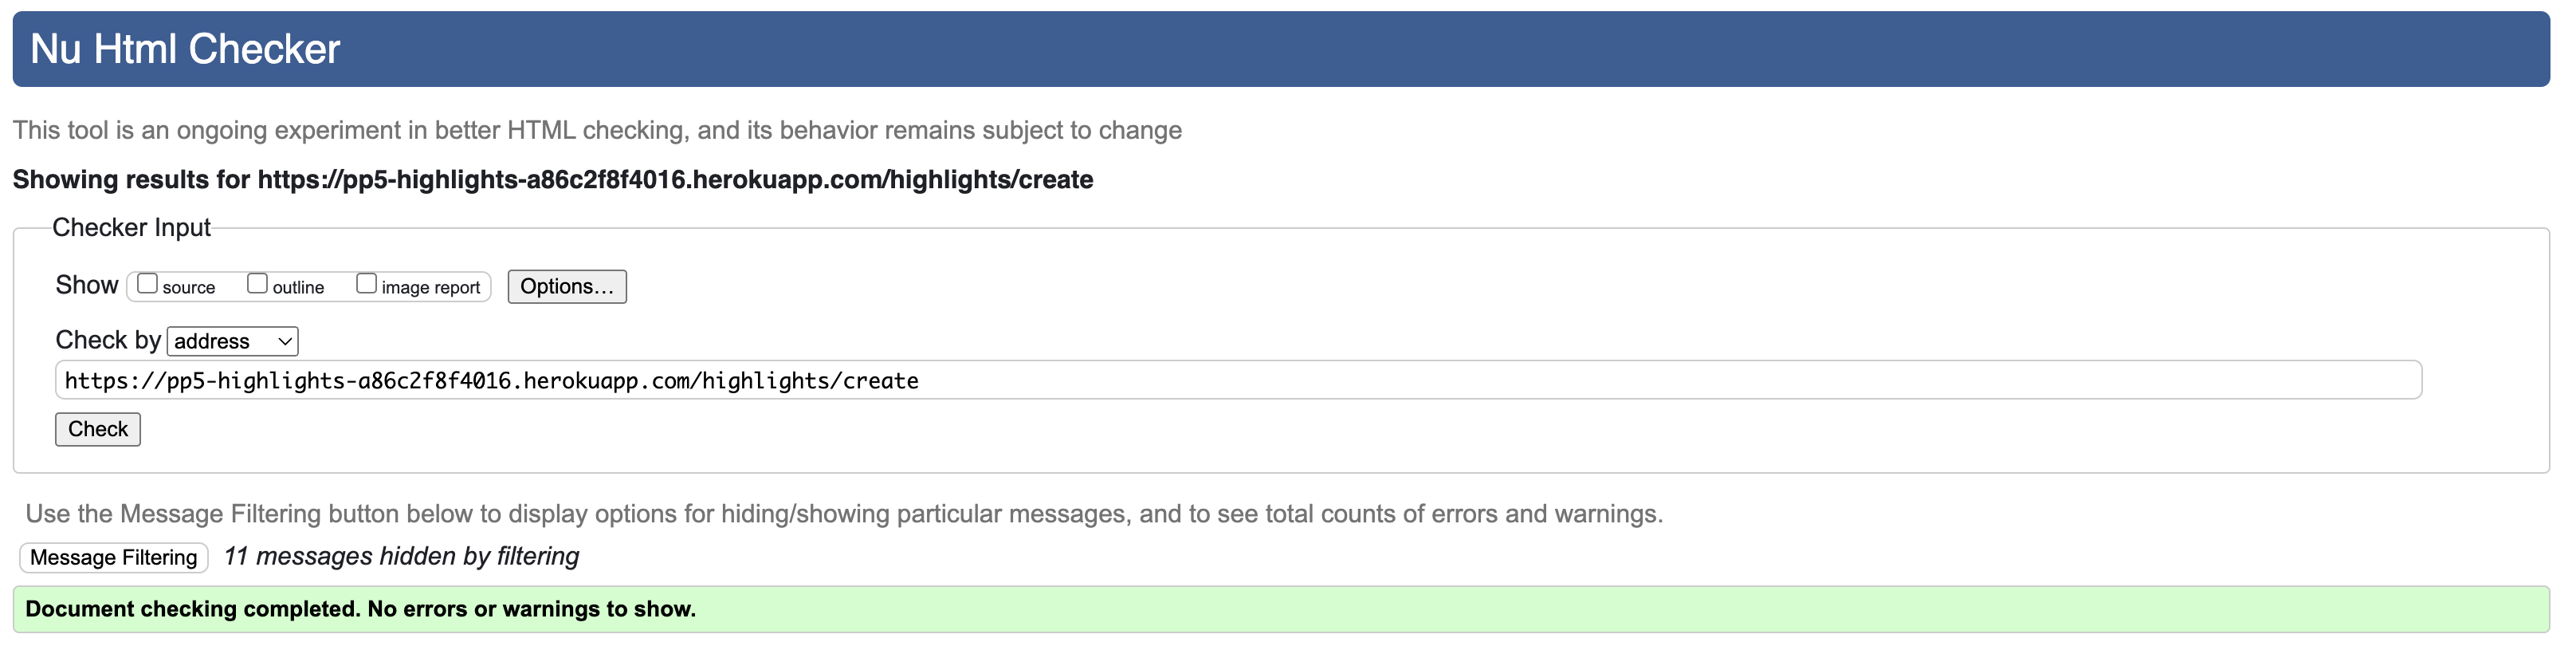 Nu Html Checker
This tool is an ongoing experiment in better HTML checking, and its behavior remains subject to change
Showing results for https://pp5-highlights-a86c2f8f4016.herokuapp.com/highlights/create
Checker Input
Show source outline image report Options...
Check by address
https://pp5-highlights-a86c2f8f4016.herokuapp.com/highlights/create
Check
Use the Message Filtering button below to display options for hiding/showing particular messages, and to see total counts of errors and warnings.
Message Filtering 11 messages hidden by filtering
Document checking completed. No errors or warnings to show.